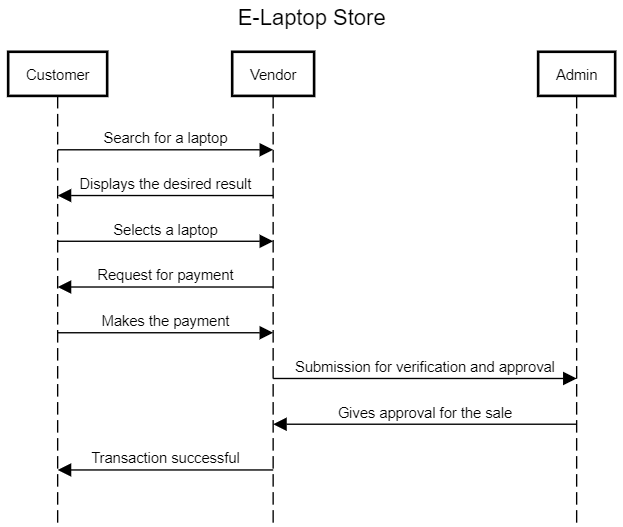 E-Laptop Store
Customer
Vendor
Admin
Search for a laptop
Displays the desired result
Selects a laptop
Request for payment
Makes the payment
Submission for verification and approval
Gives approval for the sale
Transaction successful